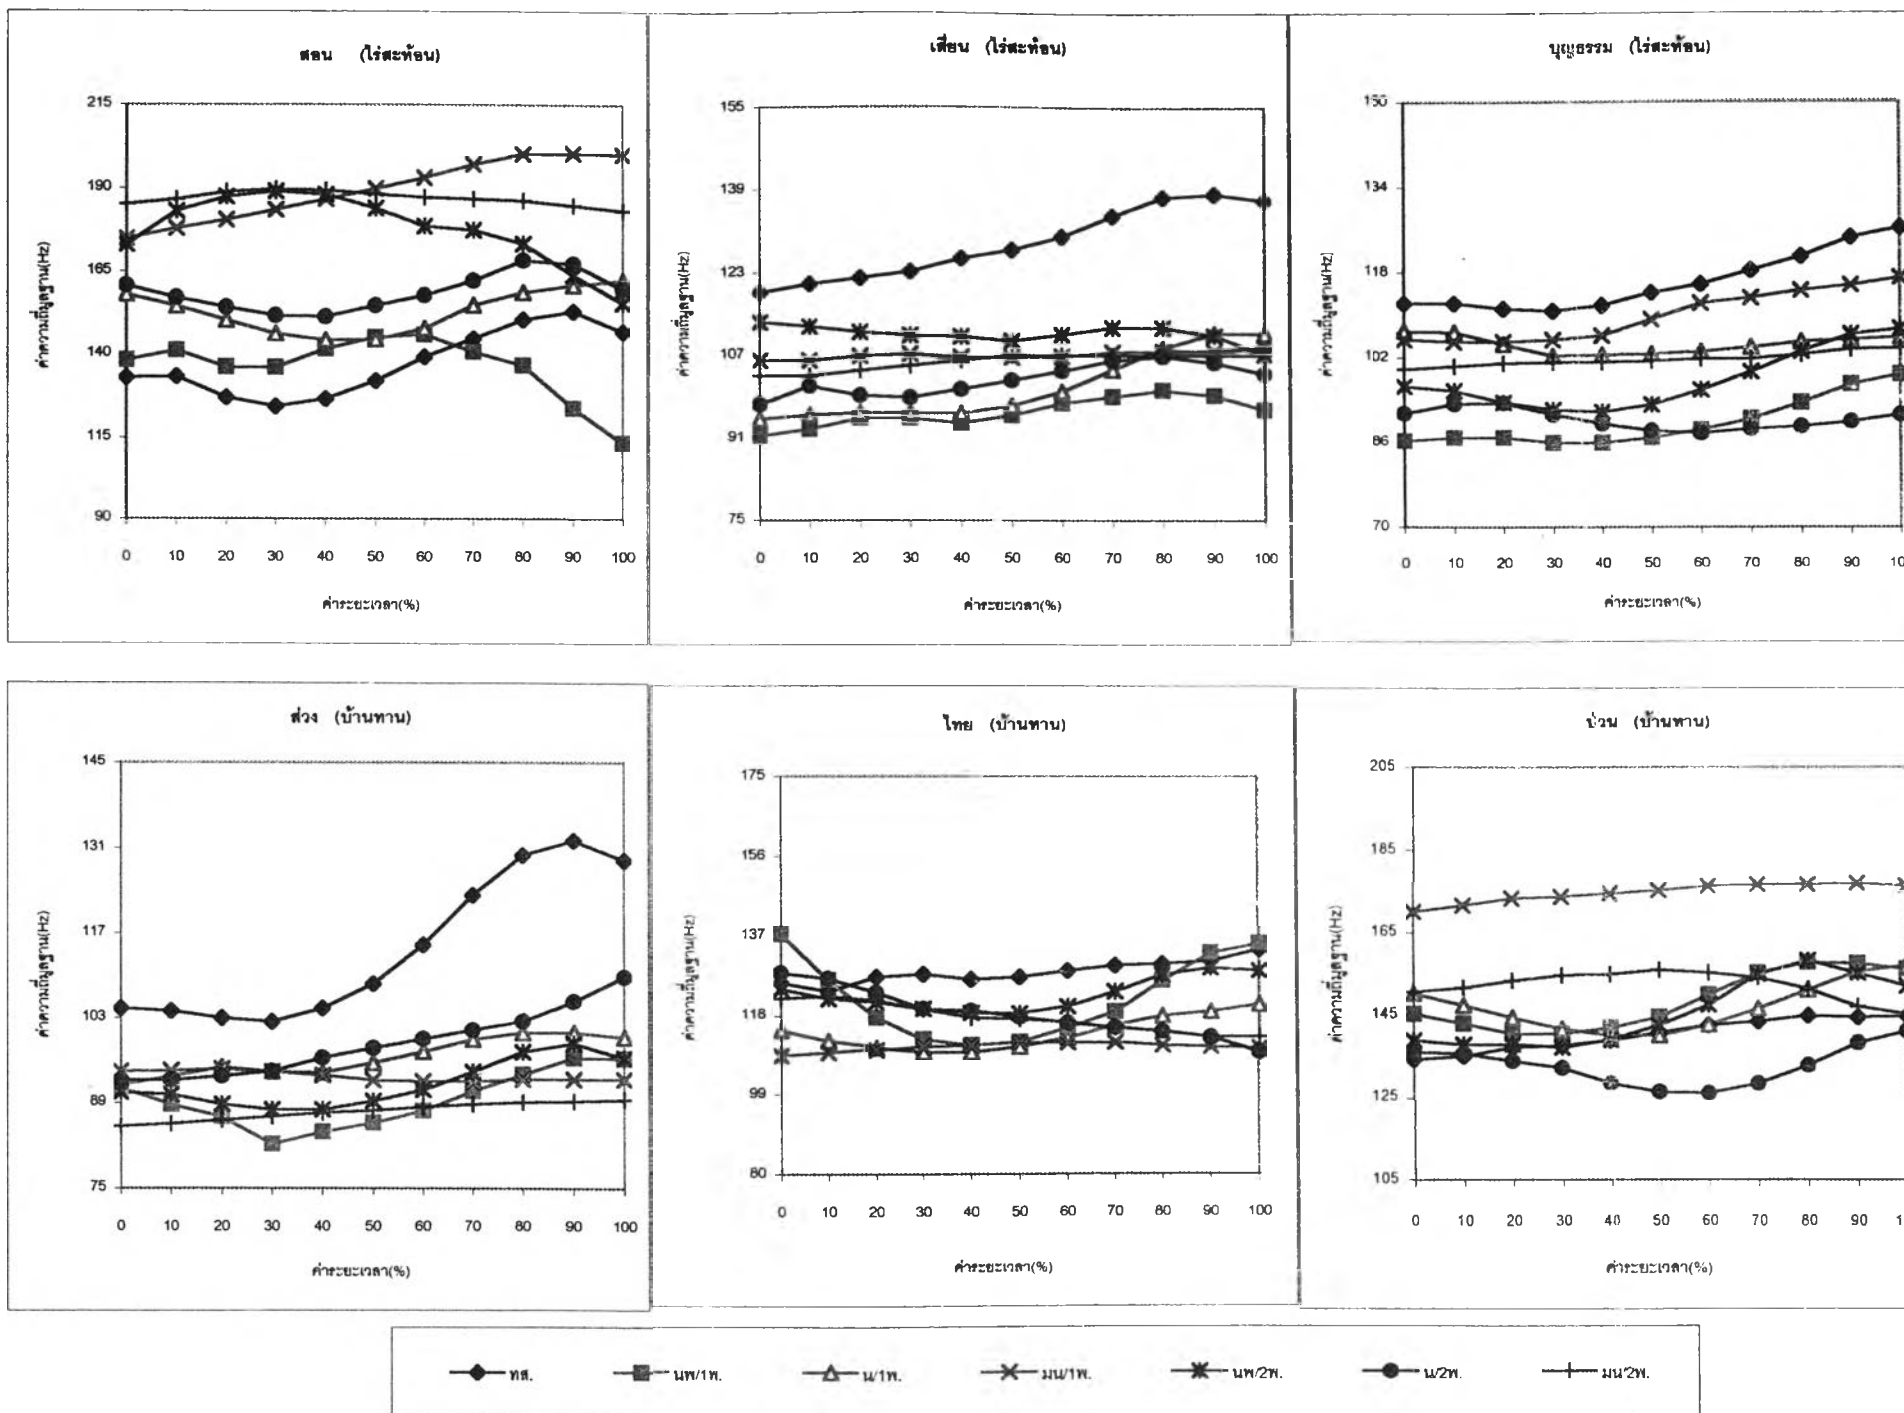 สอน (ไร่สะท้อน)
215
190
165
140
115
90
ค่าความถี่มูลฐาน(Hz)
0 10 20 30 40 50 60 70 80 90 100
ค่าระยะเวลา(%)
เสี่ยน (ไร่สะท้อน)
155
139
123
107
91
75
ค่าความถี่มูลฐาน(Hz)
0 10 20 30 40 50 60 70 80 90 100
ค่าระยะเวลา(%)
บุญธรรม (ไร่สะท้อน)
150
134
118
102
86
70
ค่าความถี่มูลฐาน(Hz)
0 10 20 30 40 50 60 70 80 90 10
ค่าระยะเวลา(%)
ส่วง (บ้านทาน)
145
131
117
103
89
75
ค่าความถี่มูลฐาน(Hz)
0 10 20 30 40 50 60 70 80 90 100
ค่าระยะเวลา(%)
ไทย (บ้านทาน)
175
156
137
118
99
80
ค่าความถี่มูลฐาน(Hz)
0 10 20 30 40 50 60 70 80 90 100
ค่าระยะเวลา(%)
ป่วน (บ้านทาน)
205
185
165
145
125
105
ค่าความถี่มูลฐาน(Hz)
0 10 20 30 40 50 60 70 80 90 1
ค่าระยะเวลา(%)
ทส. นพ/1พ. น/1พ. มน/1พ. นพ/2พ. น/2พ. มน/2พ.